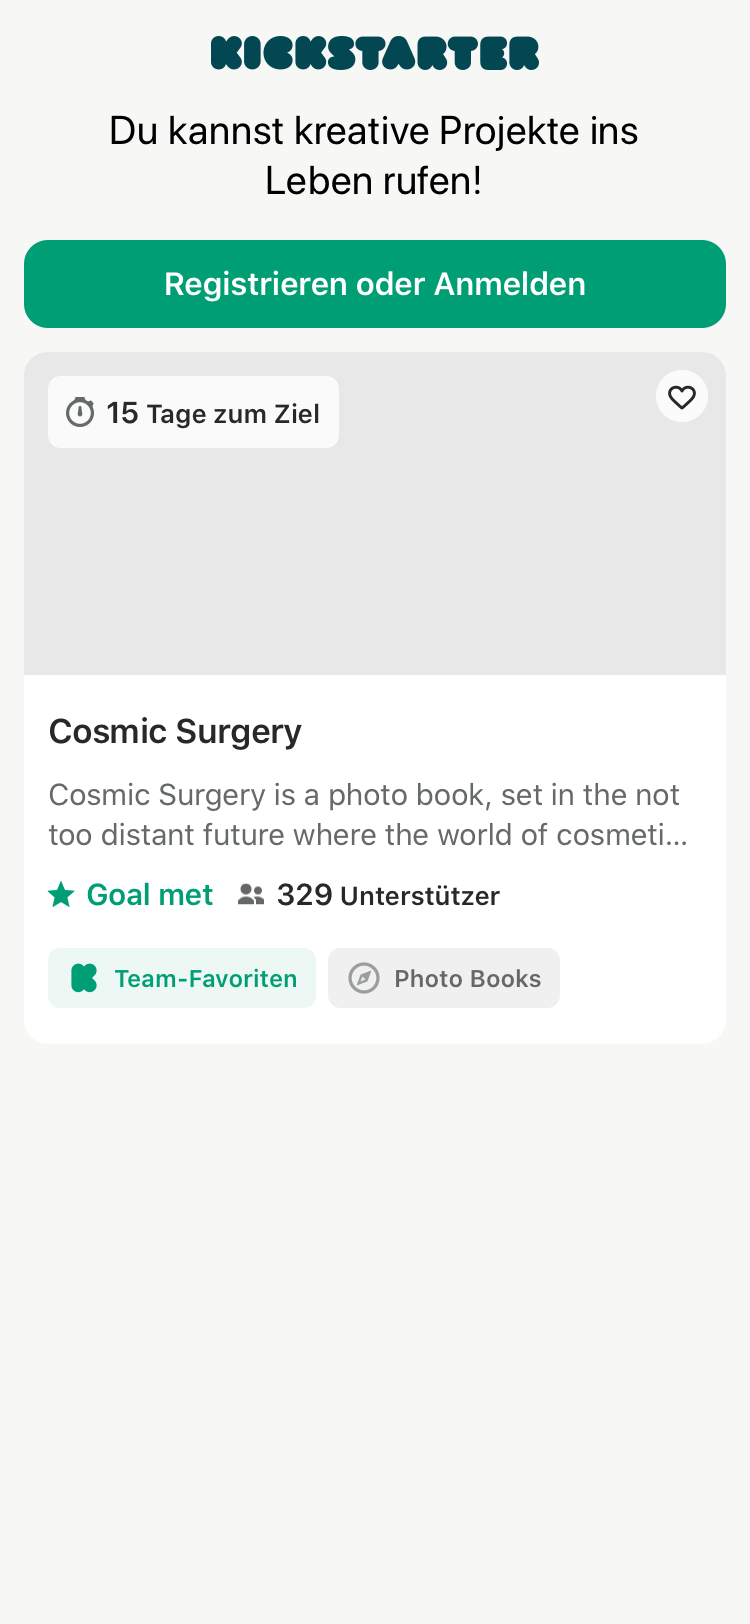 KICKSTARTER
Du kannst kreative Projekte ins
Leben rufen!
Registrieren oder Anmelden
15 Tage zum Ziel
Cosmic Surgery
Cosmic Surgery is a photo book, set in the not
too distant future where the world of cosmeti...
Goal met 329 Unterstützer
Team-Favoriten Photo Books